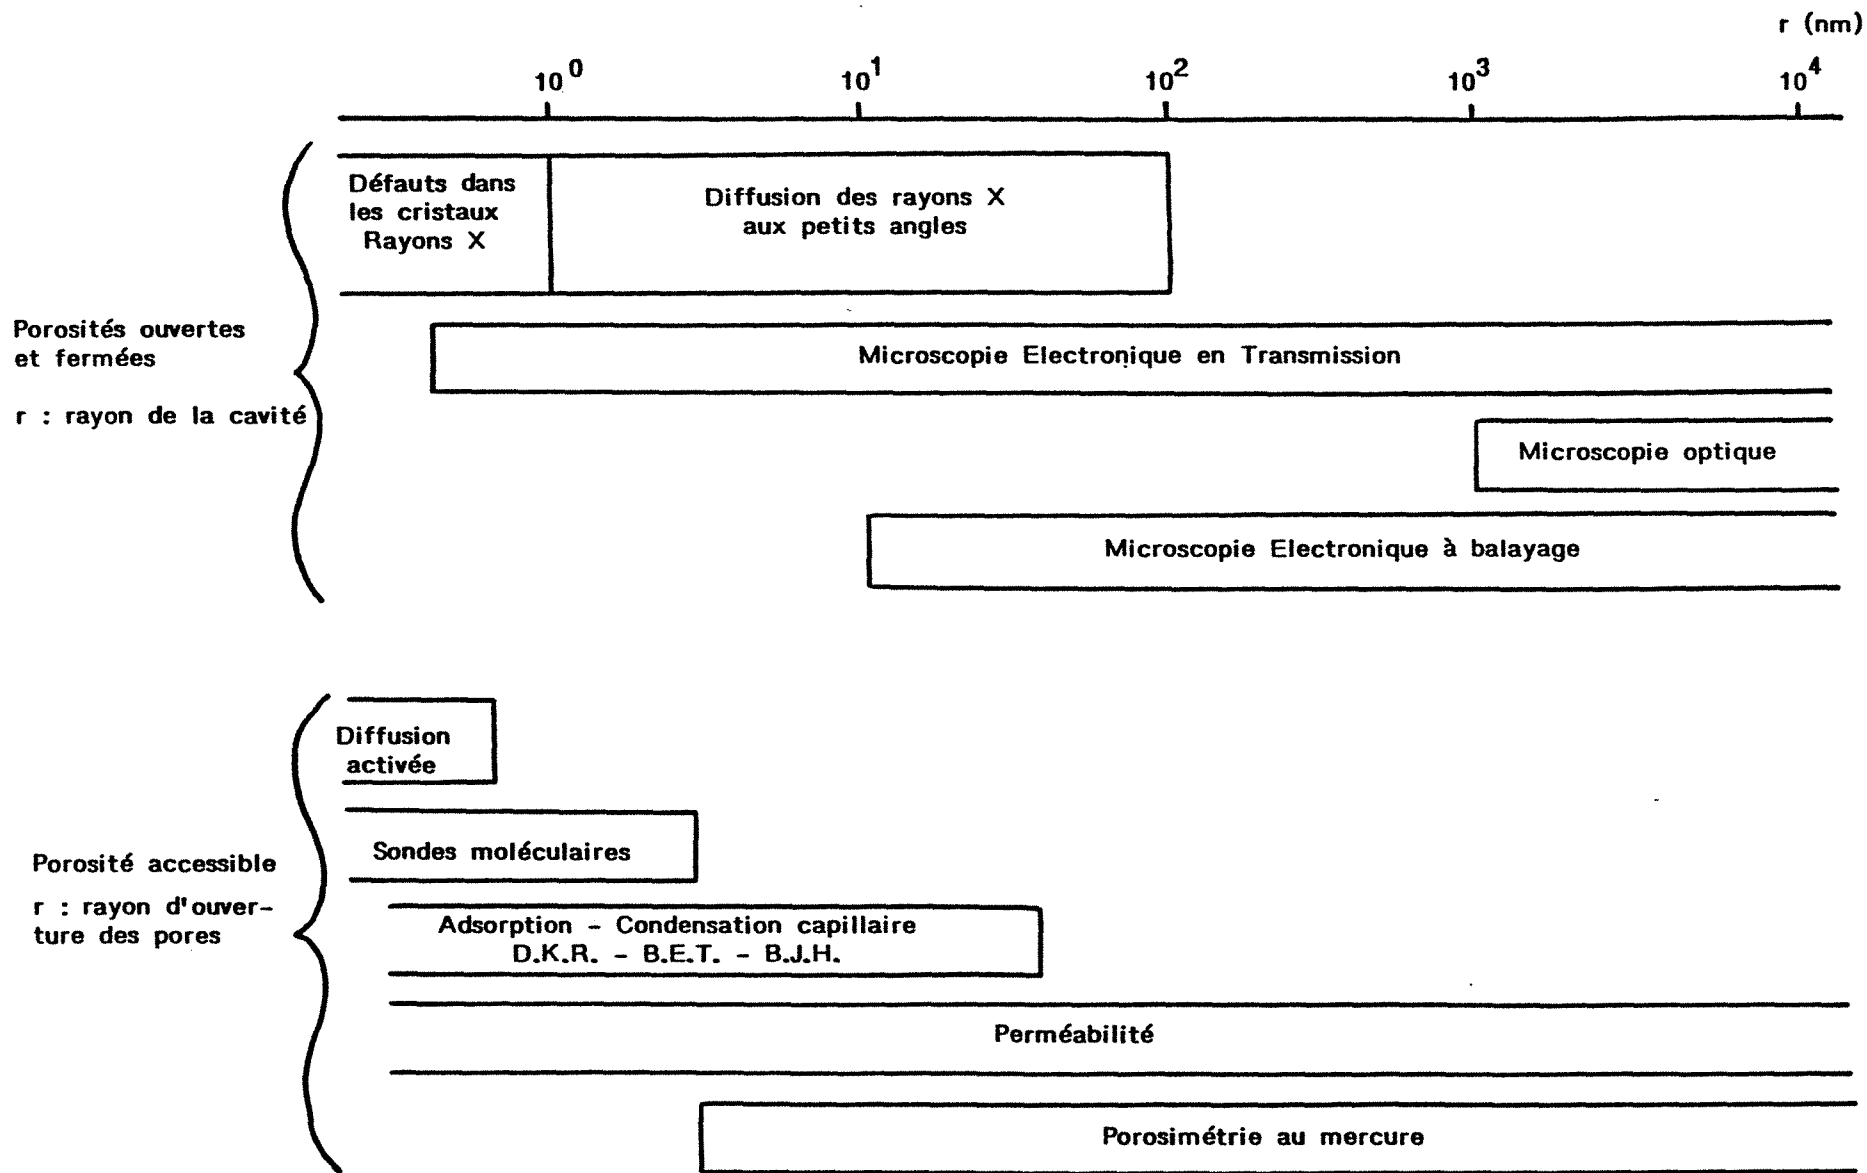 r (nm)
10^0 10^1 10^2 10^3 10^4
Défauts dans
les cristaux
Rayons X
Diffusion des rayons X
aux petits angles
Porosités ouvertes
et fermées
r : rayon de la cavité
Microscopie Electronique en Transmission
Microscopie optique
Microscopie Electronique à balayage
Diffusion
activée
Sondes moléculaires
Porosité accessible
r : rayon d'ouver-
ture des pores
Adsorption - Condensation capillaire
D.K.R. - B.E.T. - B.J.H.
Perméabilité
Porosimétrie au mercure